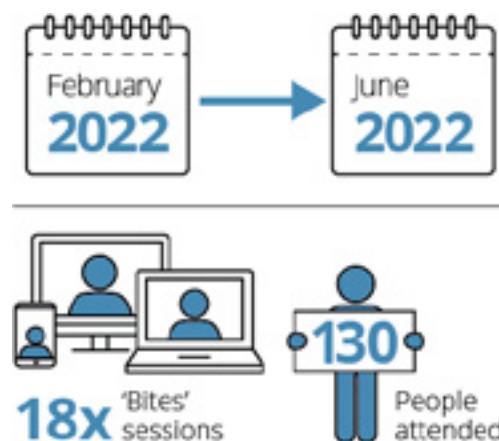 February
2022
June
2022
18x 'Bites'
sessions
130
People
attended